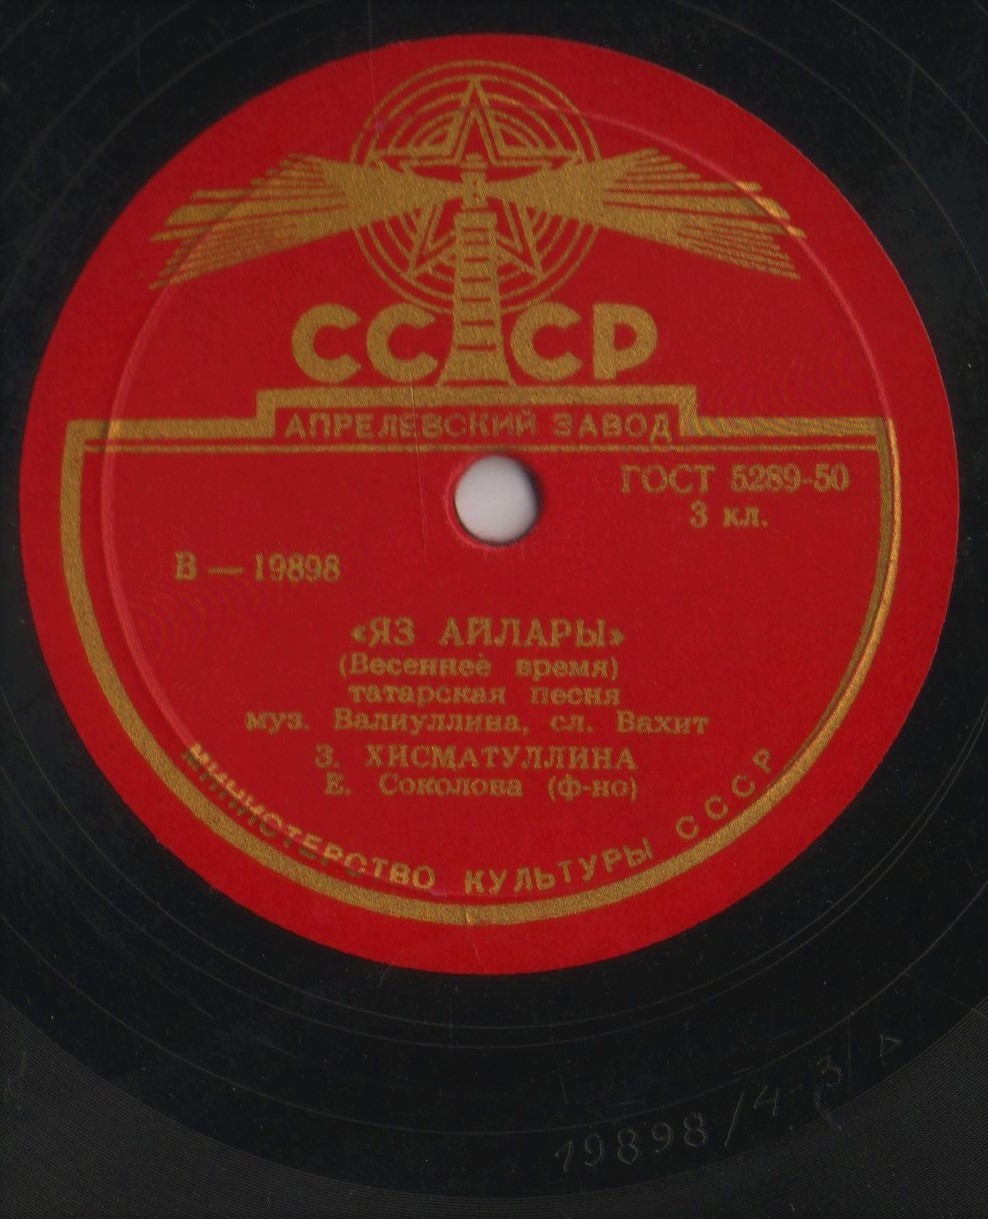 СССР
АПРЕЛЕВСКИЙ ЗАВОД
ГОСТ 5289-50
3 кл.
В — 19898
«ЯЗ АЙЛАРЫ»
(Весеннее время)
татарская песня
муз. Валиуллина, сл. Вахит
З. ХИСМАТУЛЛИНА
Е. Соколова (ф-но)
МИНИСТЕРСТВО КУЛЬТУРЫ СССР
19898/4-3